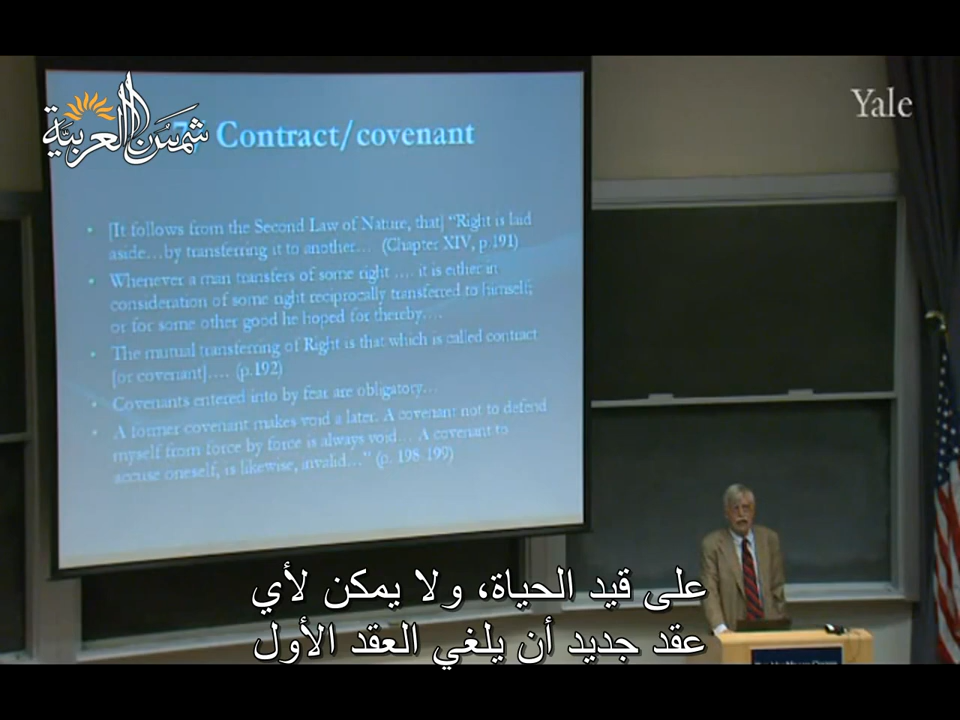 شمس العربية
Yale
7/ Contract/covenant
• [It follows from the Second Law of Nature, that] “Right is laid
aside…by transferring it to another… (Chapter XIV, p 191)
• Whenever a man transfers of some right …. it is either in
consideration of some right reciprocally transferred to himself;
or for some other good he hoped for thereby….
• The mutual transferring of Right is that which is called contract
[or covenant]…. (p.192)
• Covenants entered into by fear are obligatory…
• A former covenant makes void a later. A covenant not to defend
myself from force by force is always void… A covenant to
accuse oneself, is likewise, invalid…” (p. 198-199)
على قيد الحياة، ولا يمكن لأي
عقد جديد أن يلغي العقد الأول